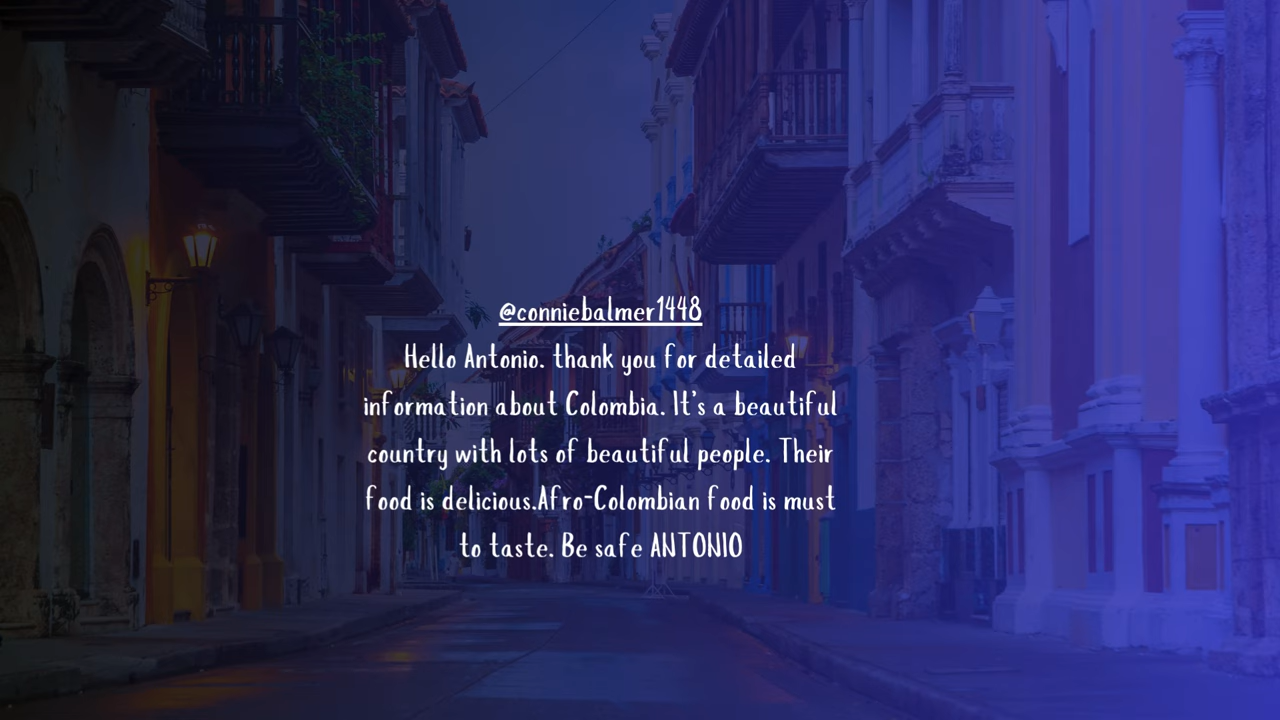 @conniebalmer1448
Hello Antonio. thank you for detailed
information about Colombia. It's a beautiful
country with lots of beautiful people. Their
food is delicious.Afro-Colombian food is must
to taste. Be safe ANTONIO